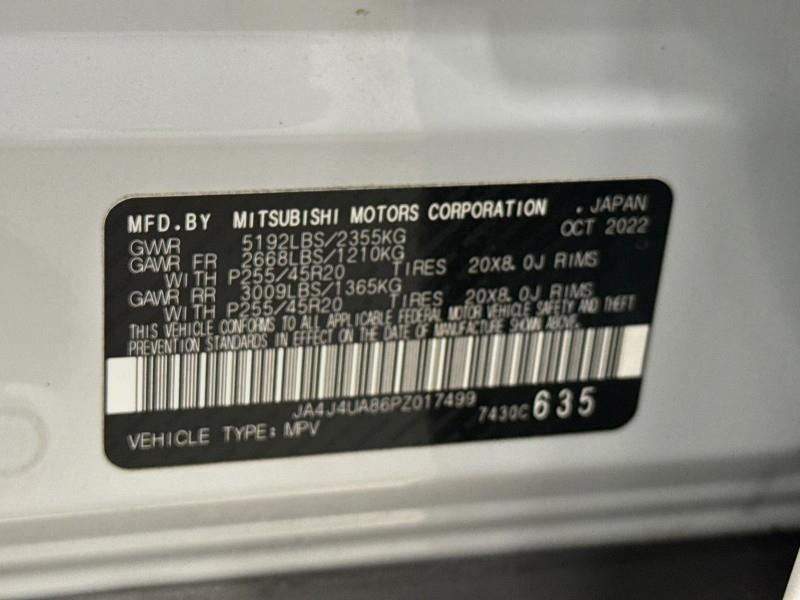 MFD.BY MITSUBISHI MOTORS CORPORATION . JAPAN
OCT 2022
GWVR 5192LBS/2355KG
GAWR FR 2668LBS/1210KG
WITH P255/45R20 TIRES 20X8.0J RIMS
GAWR RR 3009LBS/1365KG
WITH P255/45R20 TIRES 20X8.0J RIMS
THIS VEHICLE CONFORMS TO ALL APPLICABLE FEDERAL MOTOR VEHICLE SAFETY AND THEFT
PREVENTION STANDARDS IN EFFECT ON THE DATE OF MANUFACTURE SHOWN ABOVE.
JA4J4UA86PZ017499
7430C 635
VEHICLE TYPE: MPV